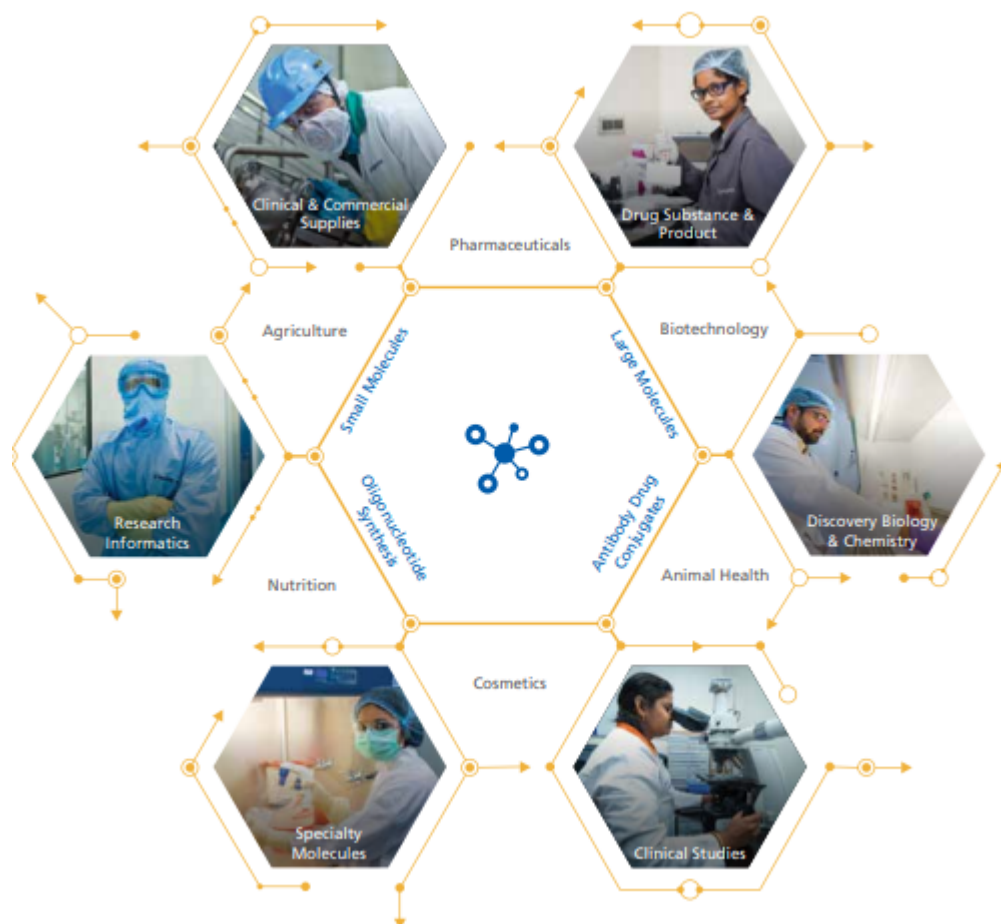 Clinical & Commercial
Supplies
Drug Substance &
Product
Pharmaceuticals
Agriculture
Biotechnology
Small Molecules
Large Molecules
Research
Informatics
Oligonucleotide
Synthesis
Antibody Drug
Conjugates
Discovery Biology
& Chemistry
Nutrition
Animal Health
Cosmetics
Specialty
Molecules
Clinical Studies